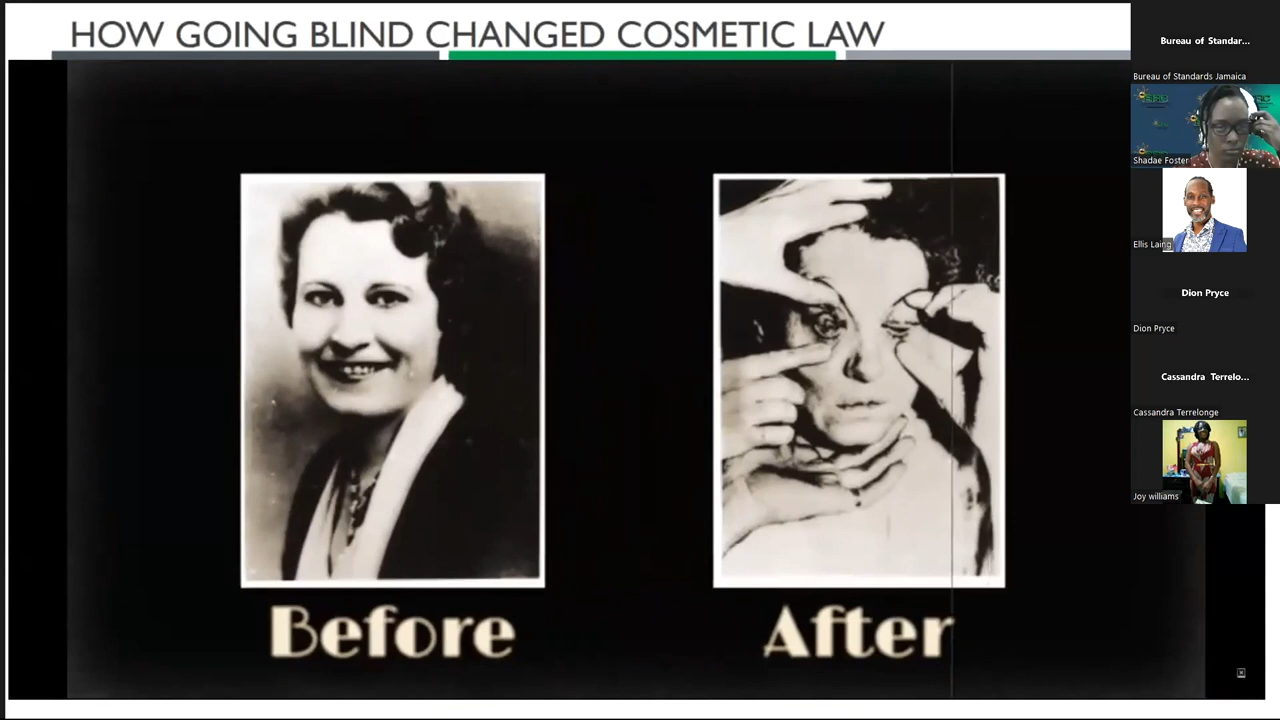 HOW GOING BLIND CHANGED COSMETIC LAW
Before
After
Bureau of Standar...
Bureau of Standards Jamaica
Shadae Foster
Ellis Laing
Dion Pryce
Dion Pryce
Cassandra Terrelo...
Cassandra Terrelonge
Joy williams